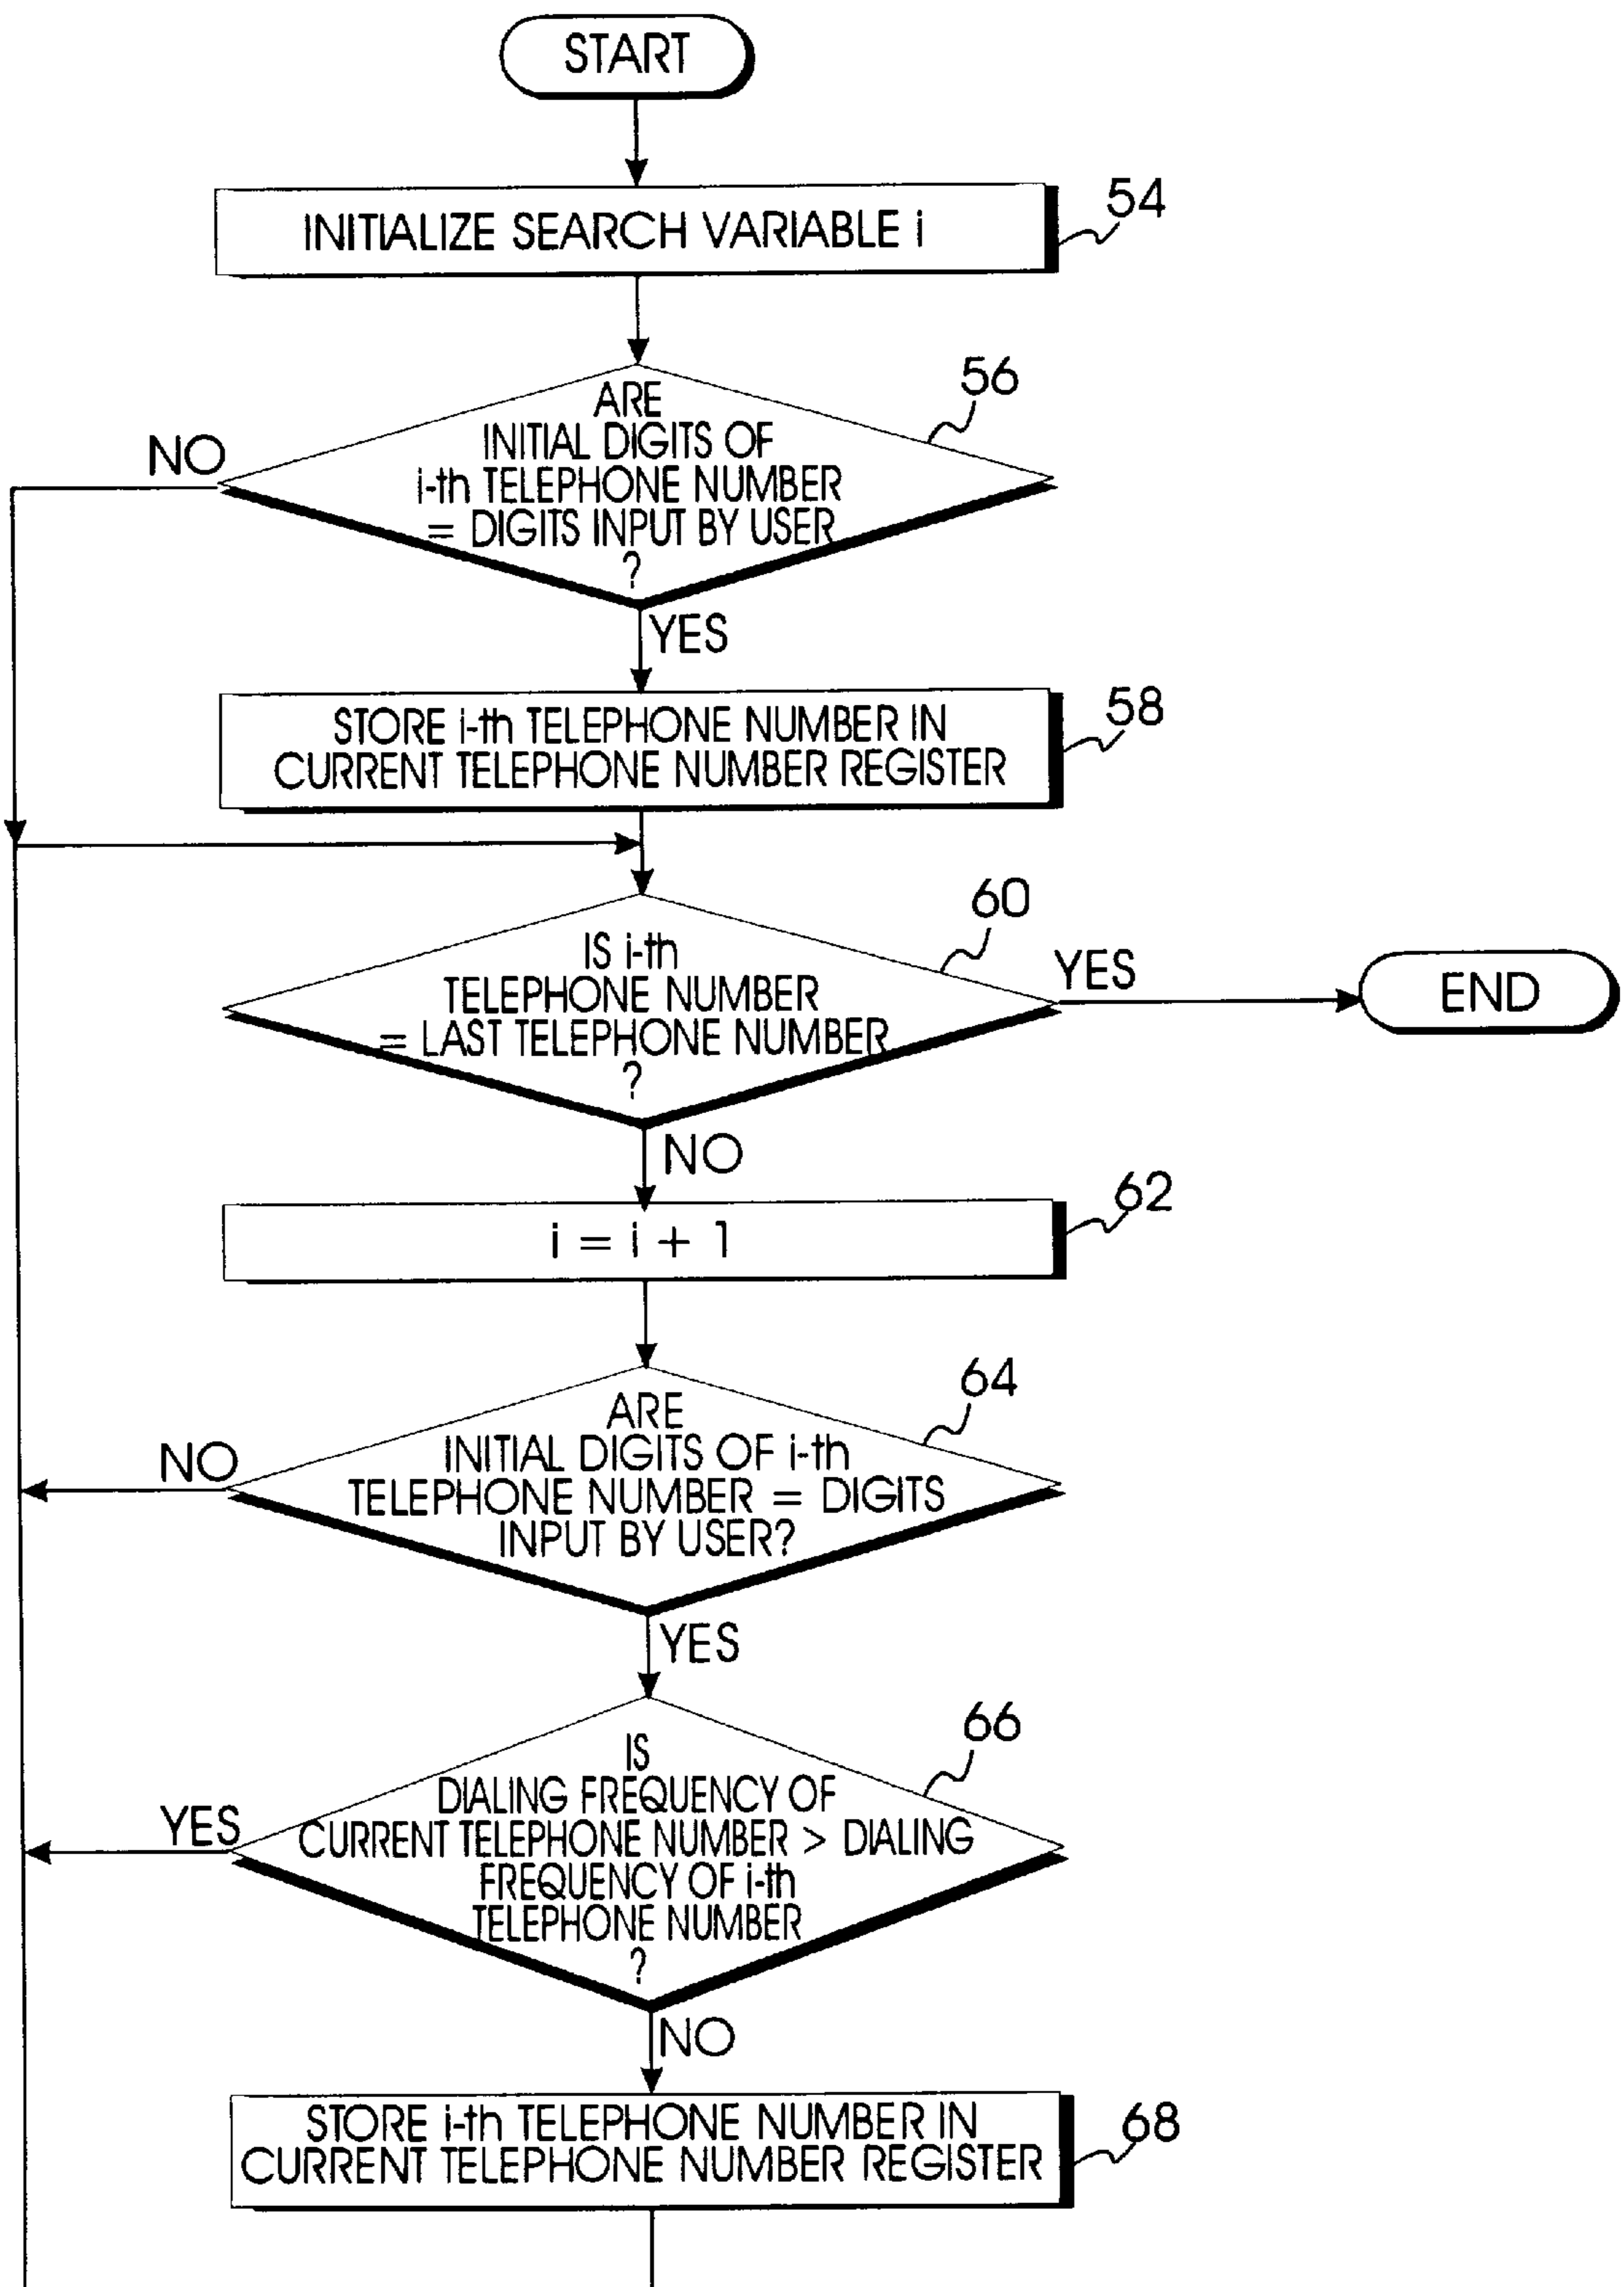 START
INITIALIZE SEARCH VARIABLE i
54
ARE
INITIAL DIGITS OF
i-th TELEPHONE NUMBER
= DIGITS INPUT BY USER
?
56
NO
YES
STORE i-th TELEPHONE NUMBER IN
CURRENT TELEPHONE NUMBER REGISTER
58
IS i-th
TELEPHONE NUMBER
= LAST TELEPHONE NUMBER
?
60
YES
END
NO
i = i + 1
62
ARE
INITIAL DIGITS OF i-th
TELEPHONE NUMBER = DIGITS
INPUT BY USER?
64
NO
YES
IS
DIALING FREQUENCY OF
CURRENT TELEPHONE NUMBER > DIALING
FREQUENCY OF i-th
TELEPHONE NUMBER
?
66
YES
NO
STORE i-th TELEPHONE NUMBER IN
CURRENT TELEPHONE NUMBER REGISTER
68